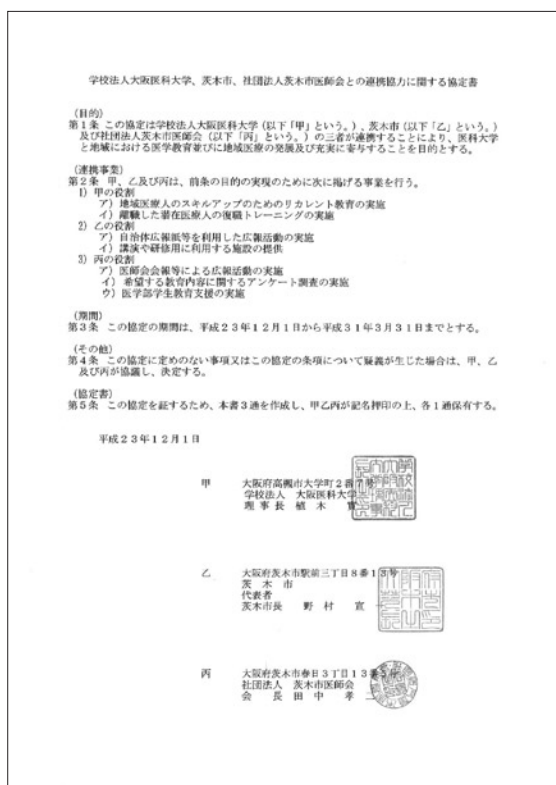 学校法人大阪医科大学、茨木市、社団法人茨木市医師会との連携協力に関する協定書
(目的)
第1条 この協定は学校法人大阪医科大学(以下「甲」という。)、茨木市(以下「乙」という。)
及び社団法人茨木市医師会(以下「丙」という。)の三者が連携することにより、医科大学
と地域における医学教育並びに地域医療の発展及び充実に寄与することを目的とする。
(連携事業)
第2条 甲、乙及び丙は、前条の目的の実現のために次に掲げる事業を行う。
1) 甲の役割
ア) 地域医療人のスキルアップのためのリカレント教育の実施
イ) 離職した潜在医療人の復職トレーニングの実施
2) 乙の役割
ア) 自治体広報紙等を利用した広報活動の実施
イ) 講演や研修用に利用する施設の提供
3) 丙の役割
ア) 医師会会報等による広報活動の実施
イ) 希望する教育内容に関するアンケート調査の実施
ウ) 医学部学生教育支援の実施
(期間)
第3条 この協定の期間は、平成23年12月1日から平成31年3月31日までとする。
(その他)
第4条 この協定に定めのない事項又はこの協定の条項について疑義が生じた場合は、甲、乙
及び丙が協議し、決定する。
(協定書)
第5条 この協定を証するため、本書3通を作成し、甲乙丙が記名押印の上、各1通保有する。
平成23年12月1日
甲 大阪府高槻市大学町2番7号
学校法人 大阪医科大学
理事長 植木 實
乙 大阪府茨木市駅前三丁目8番13号
茨木市
代表者
茨木市長 野村 宣一
丙 大阪府茨木市春日3丁目13番5号
社団法人 茨木市医師会
会長 田中 孝二